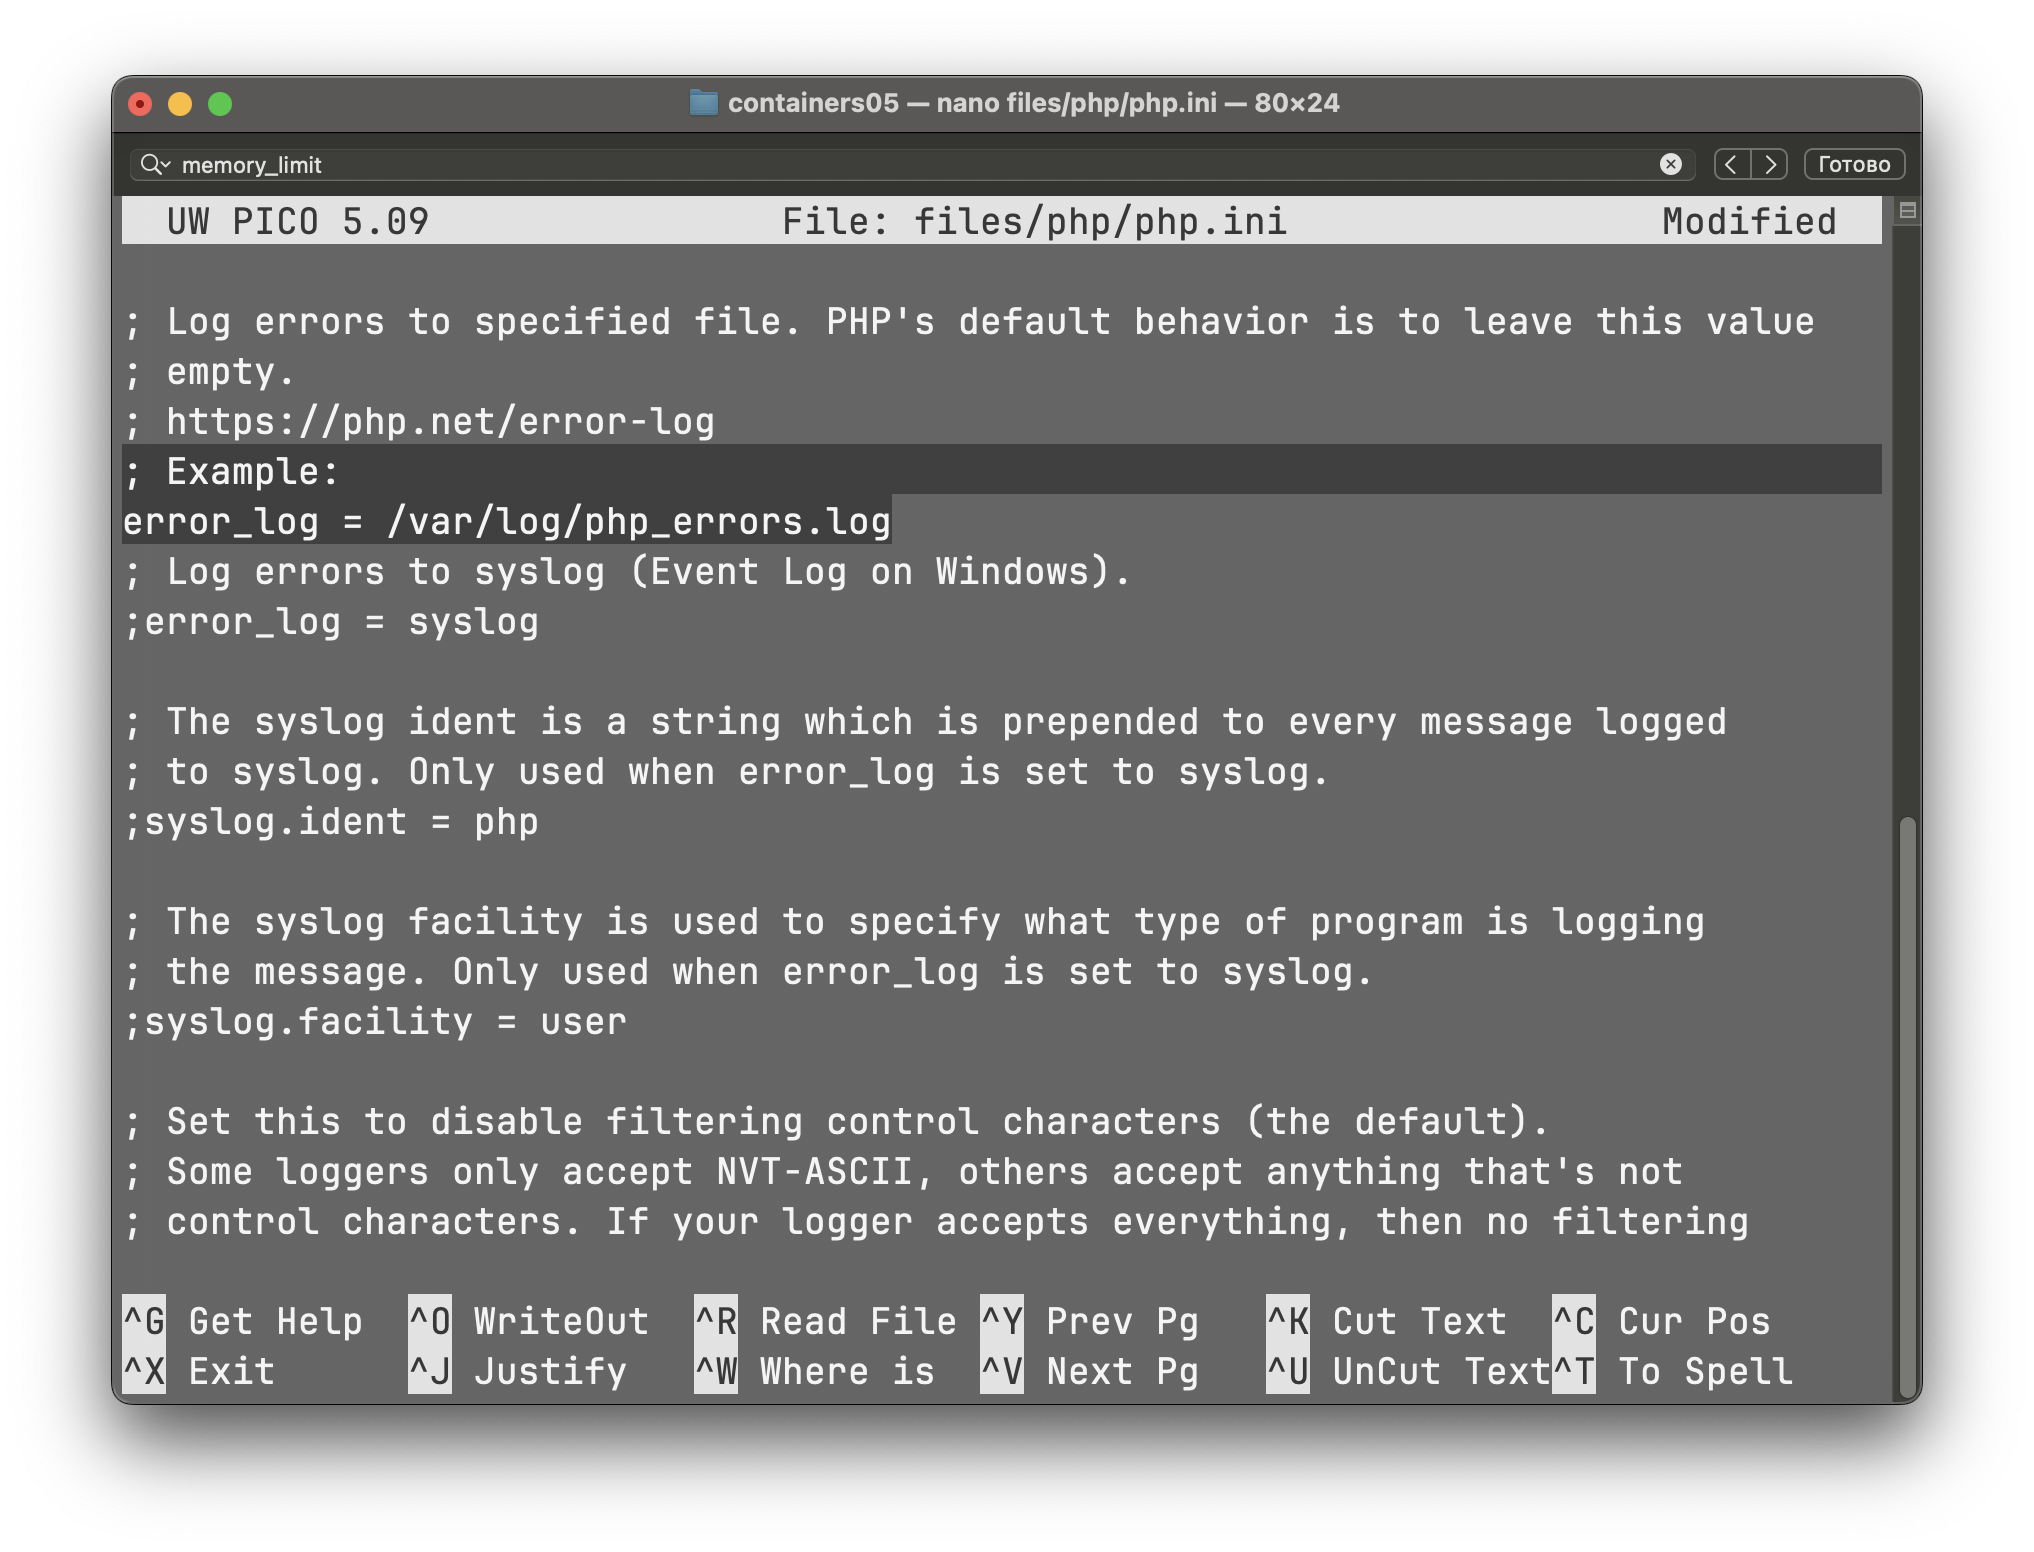 containers05 — nano files/php/php.ini — 80×24
memory_limit
Готово
UW PICO 5.09 File: files/php/php.ini Modified
; Log errors to specified file. PHP's default behavior is to leave this value
; empty.
; https://php.net/error-log
; Example:
error_log = /var/log/php_errors.log
; Log errors to syslog (Event Log on Windows).
;error_log = syslog
; The syslog ident is a string which is prepended to every message logged
; to syslog. Only used when error_log is set to syslog.
;syslog.ident = php
; The syslog facility is used to specify what type of program is logging
; the message. Only used when error_log is set to syslog.
;syslog.facility = user
; Set this to disable filtering control characters (the default).
; Some loggers only accept NVT-ASCII, others accept anything that's not
; control characters. If your logger accepts everything, then no filtering
^G Get Help ^O WriteOut ^R Read File ^Y Prev Pg ^K Cut Text ^C Cur Pos
^X Exit ^J Justify ^W Where is ^V Next Pg ^U UnCut Text ^T To Spell